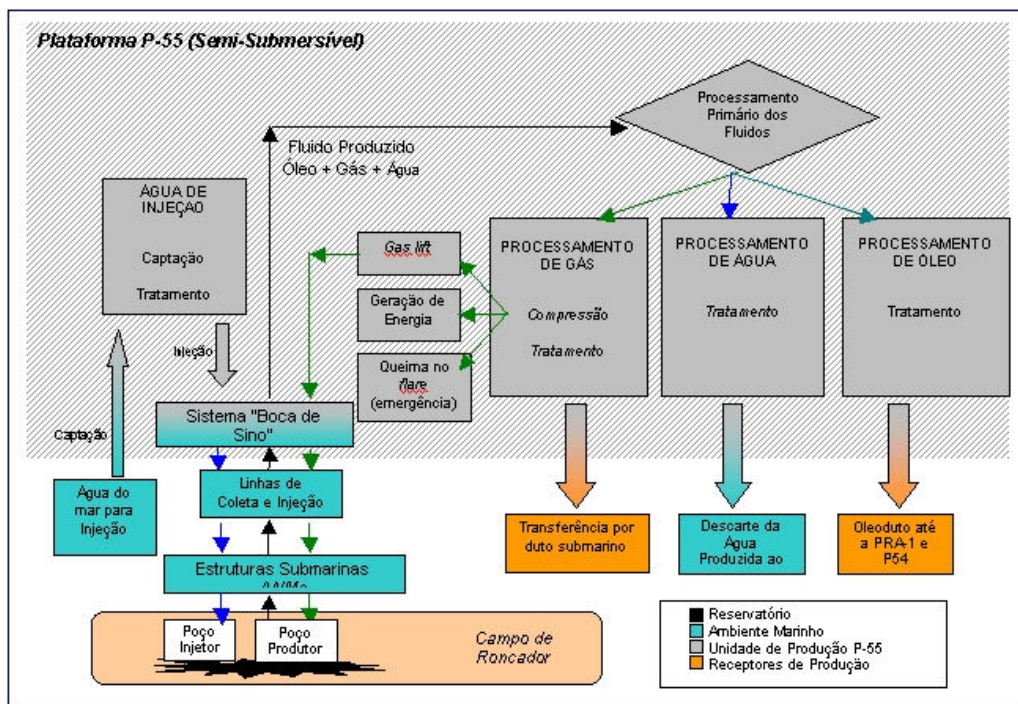 Plataforma P-55 (Semi-Submersível)
Processamento
Primário dos
Fluidos
Fluido Produzido
Óleo + Gás + Água
ÁGUA DE
INJEÇÃO
Captação
Tratamento
Gas lift
Geração de
Energia
Queima no
flare
(emergência)
PROCESSAMENTO
DE GÁS
Compressão
Tratamento
PROCESSAMENTO
DE ÁGUA
Tratamento
PROCESSAMENTO
DE ÓLEO
Tratamento
Injeção
Captação
Sistema "Boca de
Sino"
Água do
mar para
Injeção
Linhas de
Coleta e Injeção
Estruturas Submarinas
Transferência por
duto submarino
Descarte da
Água
Produzida ao
Oleoduto até
a PRA-1 e
P54
Poço
Injetor
Poço
Produtor
Campo de
Roncador
Reservatório
Ambiente Marinho
Unidade de Produção P-55
Receptores de Produção